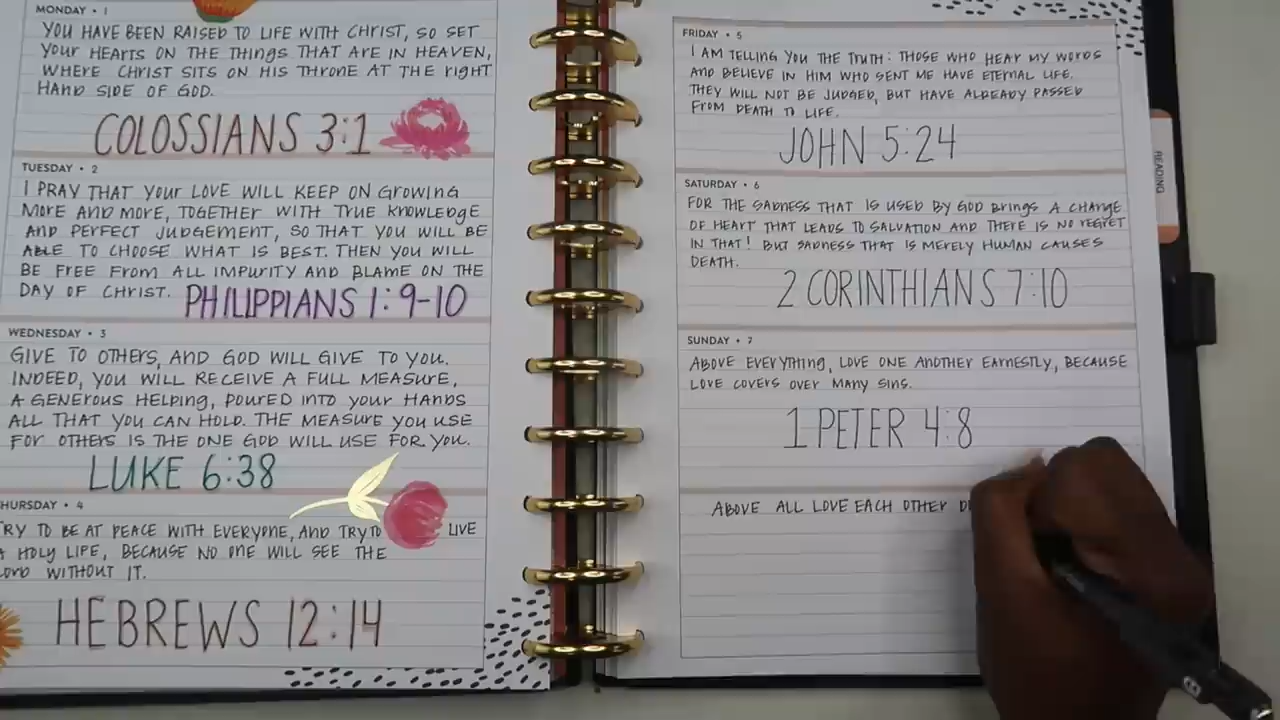 MONDAY • 1
YOU HAVE BEEN RAISED TO LIFE WITH CHRIST, SO SET
YOUR HEARTS ON THE THINGS THAT ARE IN HEAVEN,
WHERE CHRIST SITS ON HIS THRONE AT THE RIGHT
HAND SIDE OF GOD.
COLOSSIANS 3:1
TUESDAY • 2
I PRAY THAT YOUR LOVE WILL KEEP ON GROWING
MORE AND MORE, TOGETHER WITH TRUE KNOWLEDGE
AND PERFECT JUDGEMENT, SO THAT YOU WILL BE
ABLE TO CHOOSE WHAT IS BEST. THEN YOU WILL
BE FREE FROM ALL IMPURITY AND BLAME ON THE
DAY OF CHRIST. PHILIPPIANS 1:9-10
WEDNESDAY • 3
GIVE TO OTHERS, AND GOD WILL GIVE TO YOU.
INDEED, YOU WILL RECEIVE A FULL MEASURE,
A GENEROUS HELPING, POURED INTO YOUR HANDS
ALL THAT YOU CAN HOLD. THE MEASURE YOU USE
FOR OTHERS IS THE ONE GOD WILL USE FOR YOU.
LUKE 6:38
HURSDAY • 4
RY TO BE AT PEACE WITH EVERYONE, AND TRY TO LIVE
A HOLY LIFE, BECAUSE NO ONE WILL SEE THE
LORD WITHOUT IT.
HEBREWS 12:14
FRIDAY • 5
I AM TELLING YOU THE TRUTH: THOSE WHO HEAR MY WORDS
AND BELIEVE IN HIM WHO SENT ME HAVE ETERNAL LIFE.
THEY WILL NOT BE JUDGED, BUT HAVE ALREADY PASSED
FROM DEATH TO LIFE.
JOHN 5:24
SATURDAY • 6
FOR THE SADNESS THAT IS USED BY GOD BRINGS A CHANGE
OF HEART THAT LEADS TO SALVATION AND THERE IS NO REGRET
IN THAT! BUT SADNESS THAT IS MERELY HUMAN CAUSES
DEATH.
2 CORINTHIANS 7:10
SUNDAY • 7
ABOVE EVERYTHING, LOVE ONE ANOTHER EARNESTLY, BECAUSE
LOVE COVERS OVER MANY SINS.
1 PETER 4:8
ABOVE ALL LOVE EACH OTHER D
READING